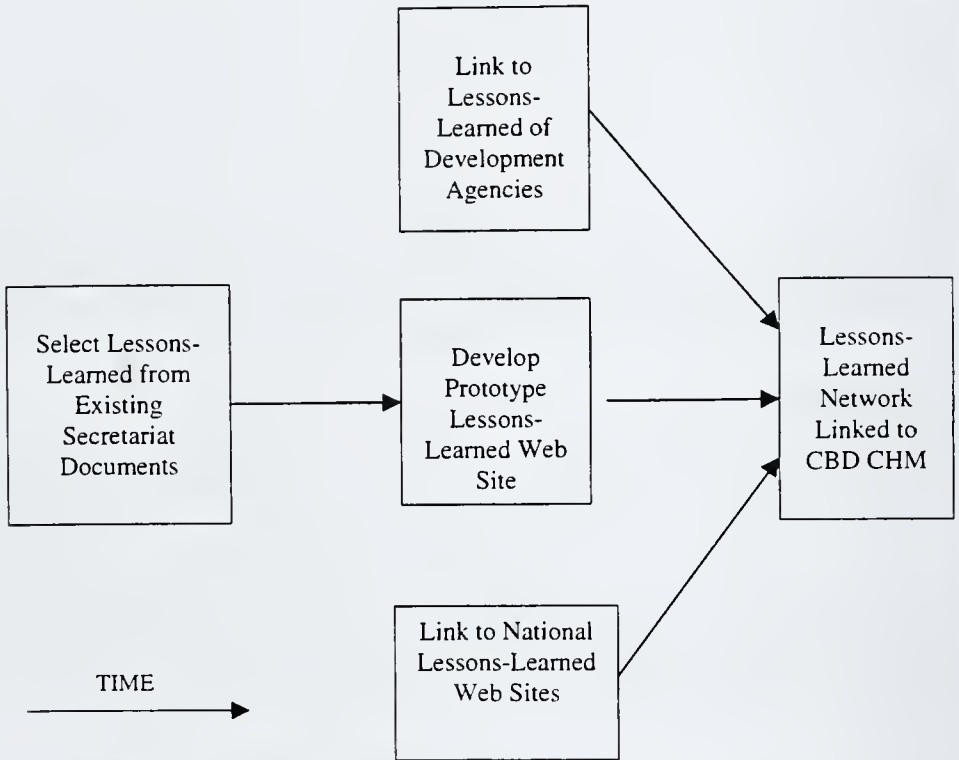 Link to
Lessons-
Learned of
Development
Agencies
Select Lessons-
Learned from
Existing
Secretariat
Documents
Develop
Prototype
Lessons-
Learned Web
Site
Lessons-
Learned
Network
Linked to
CBD CHM
Link to National
Lessons-Learned
Web Sites
TIME